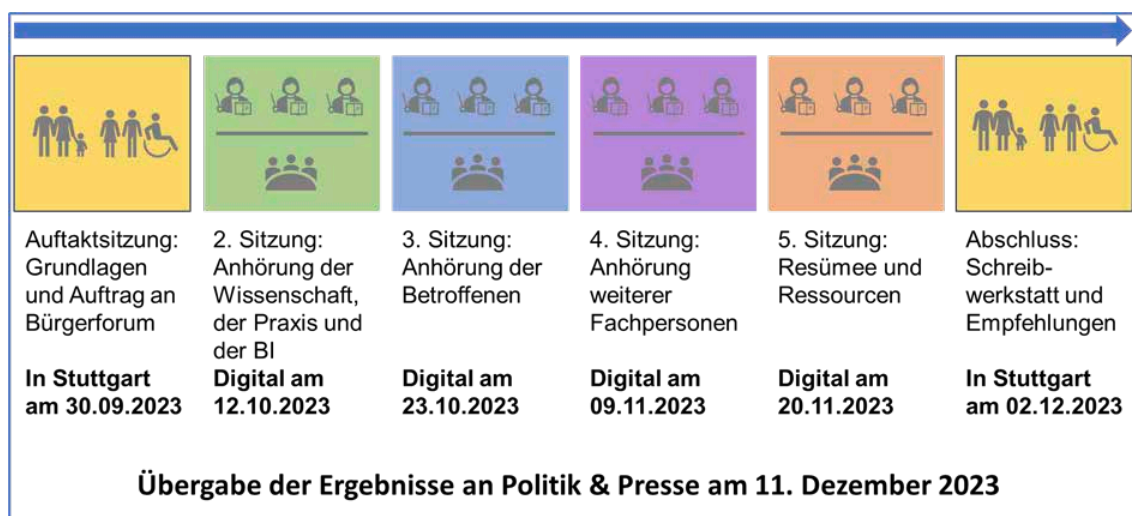 Auftaktsitzung:
Grundlagen
und Auftrag an
Bürgerforum
In Stuttgart
am 30.09.2023
2. Sitzung:
Anhörung der
Wissenschaft,
der Praxis und
der BI
Digital am
12.10.2023
3. Sitzung:
Anhörung der
Betroffenen
Digital am
23.10.2023
4. Sitzung:
Anhörung
weiterer
Fachpersonen
Digital am
09.11.2023
5. Sitzung:
Resümee und
Ressourcen
Digital am
20.11.2023
Abschluss:
Schreib-
werkstatt und
Empfehlungen
In Stuttgart
am 02.12.2023
Übergabe der Ergebnisse an Politik & Presse am 11. Dezember 2023